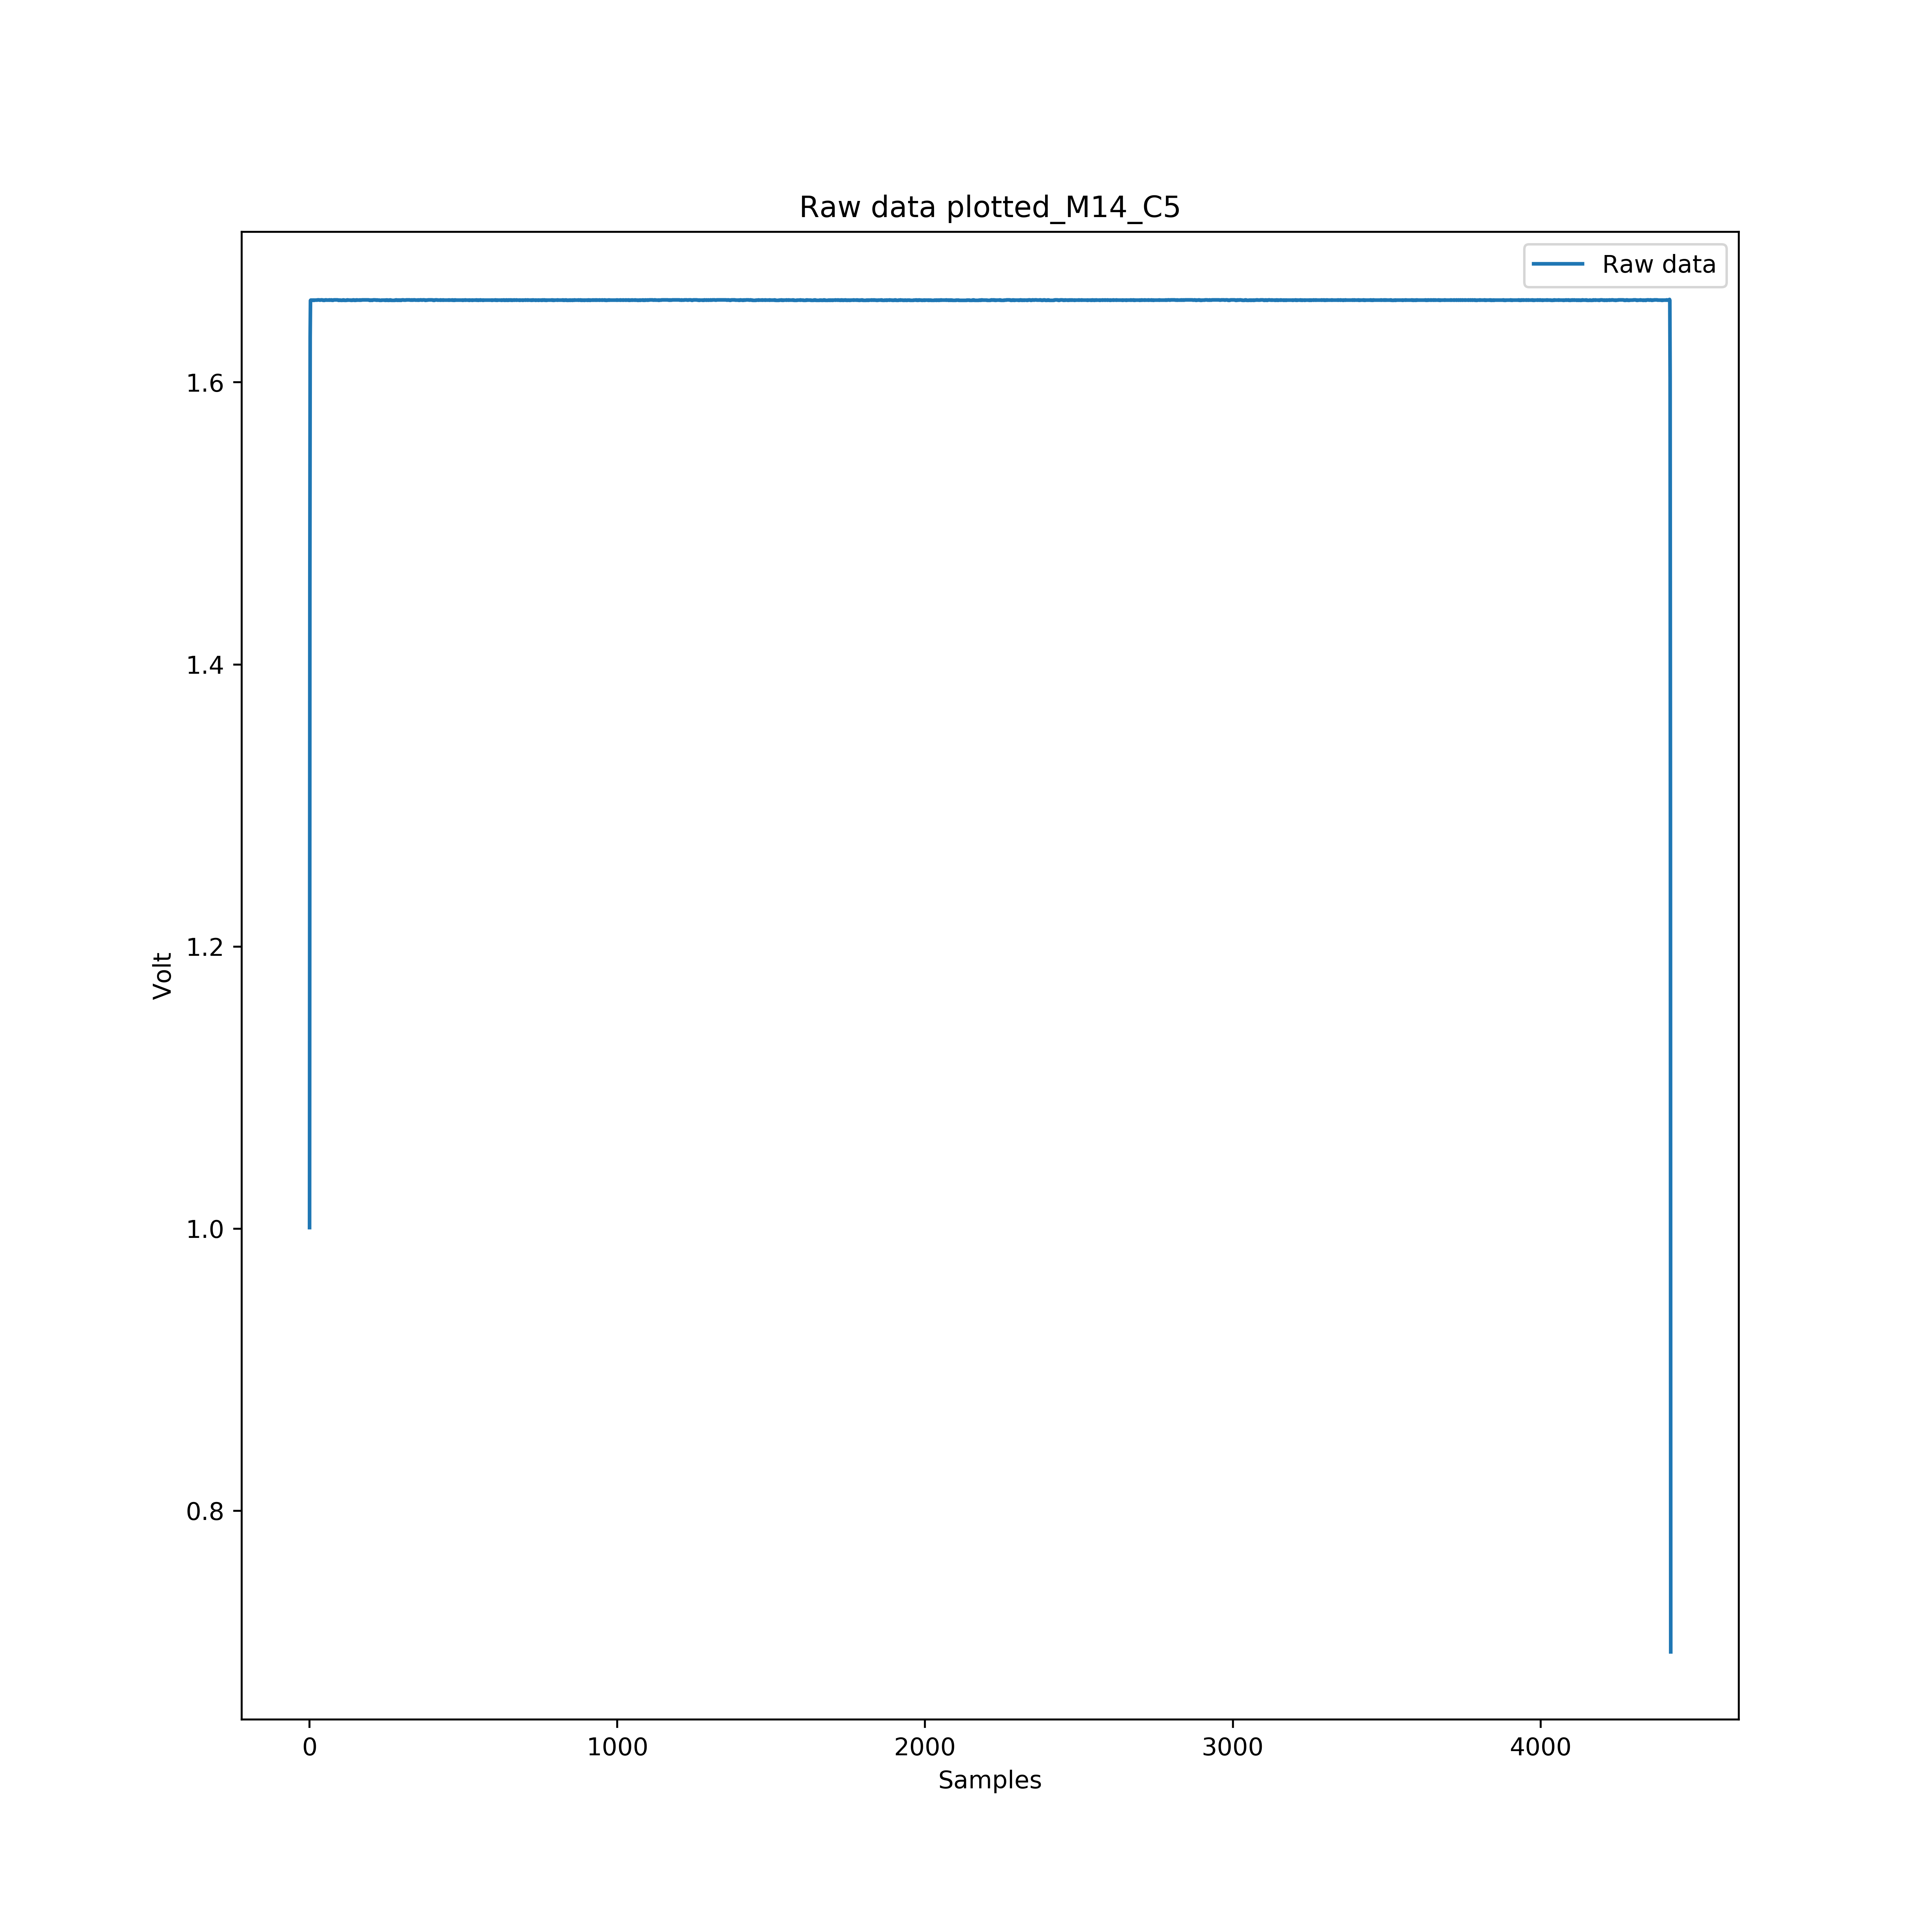 Raw data plotted_M14_C5
Raw data
1.6
1.4
1.2
1.0
0.8
Volt
0
1000
2000
3000
4000
Samples